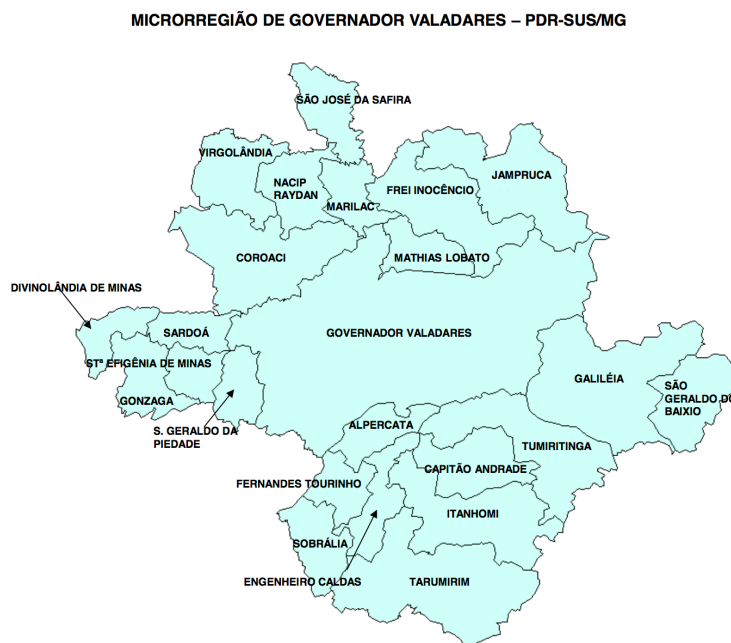 MICRORREGIÃO DE GOVERNADOR VALADARES – PDR-SUS/MG
SÃO JOSÉ DA SAFIRA
VIRGOLÂNDIA
NACIP
RAYDAN
MARILAC
FREI INOCÊNCIO
JAMPRUCA
COROACI
MATHIAS LOBATO
DIVINOLÂNDIA DE MINAS
SARDOÁ
GOVERNADOR VALADARES
STª EFIGÊNIA DE MINAS
GONZAGA
GALILÉIA
SÃO
GERALDO DO
BAIXIO
S. GERALDO DA
PIEDADE
ALPERCATA
TUMIRITINGA
CAPITÃO ANDRADE
FERNANDES TOURINHO
ITANHOMI
SOBRÁLIA
ENGENHEIRO CALDAS
TARUMIRIM